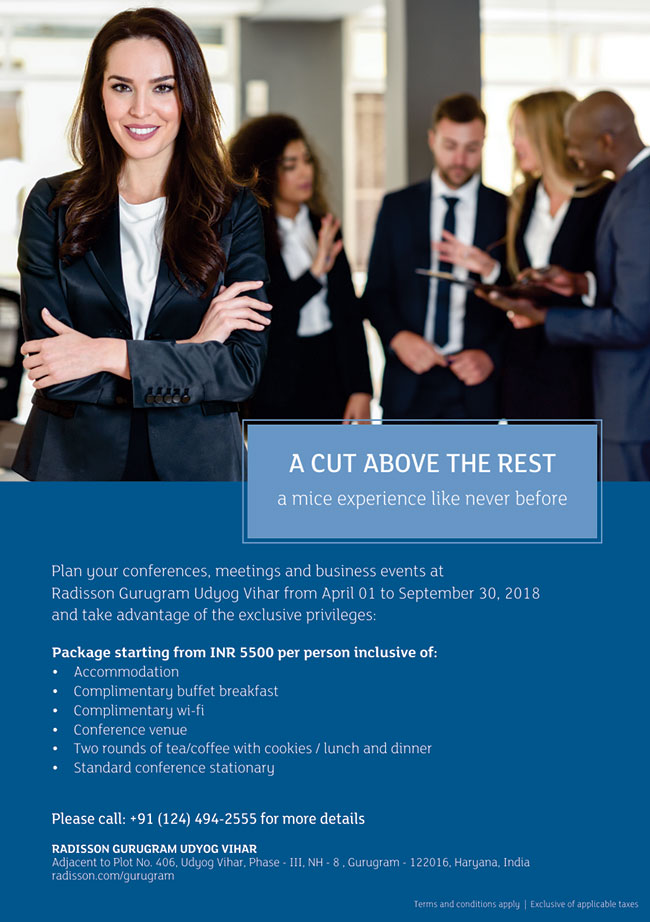 A CUT ABOVE THE REST
a mice experience like never before
Plan your conferences, meetings and business events at
Radisson Gurugram Udyog Vihar from April 01 to September 30, 2018
and take advantage of the exclusive privileges:
Package starting from INR 5500 per person inclusive of:
• Accommodation
• Complimentary buffet breakfast
• Complimentary wi-fi
• Conference venue
• Two rounds of tea/coffee with cookies / lunch and dinner
• Standard conference stationary
Please call: +91 (124) 494-2555 for more details
RADISSON GURUGRAM UDYOG VIHAR
Adjacent to Plot No. 406, Udyog Vihar, Phase - III, NH - 8 , Gurugram - 122016, Haryana, India
radisson.com/gurugram
Terms and conditions apply | Exclusive of applicable taxes